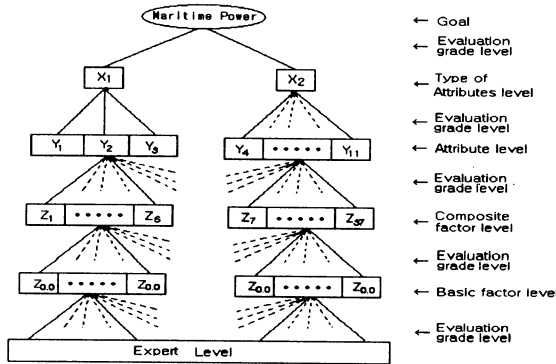 Maritime Power
← Goal
← Evaluation grade level
X1 X2
← Type of Attributes level
← Evaluation grade level
Y1 Y2 Y3 Y4 ····· Y11
← Attribute level
← Evaluation grade level
Z1 ····· Z6 Z7 ····· Z37
← Composite factor level
← Evaluation grade level
Z0.0 ····· Z0.0 Z0.0 ····· Z0.0
← Basic factor level
← Evaluation grade level
Expert Level